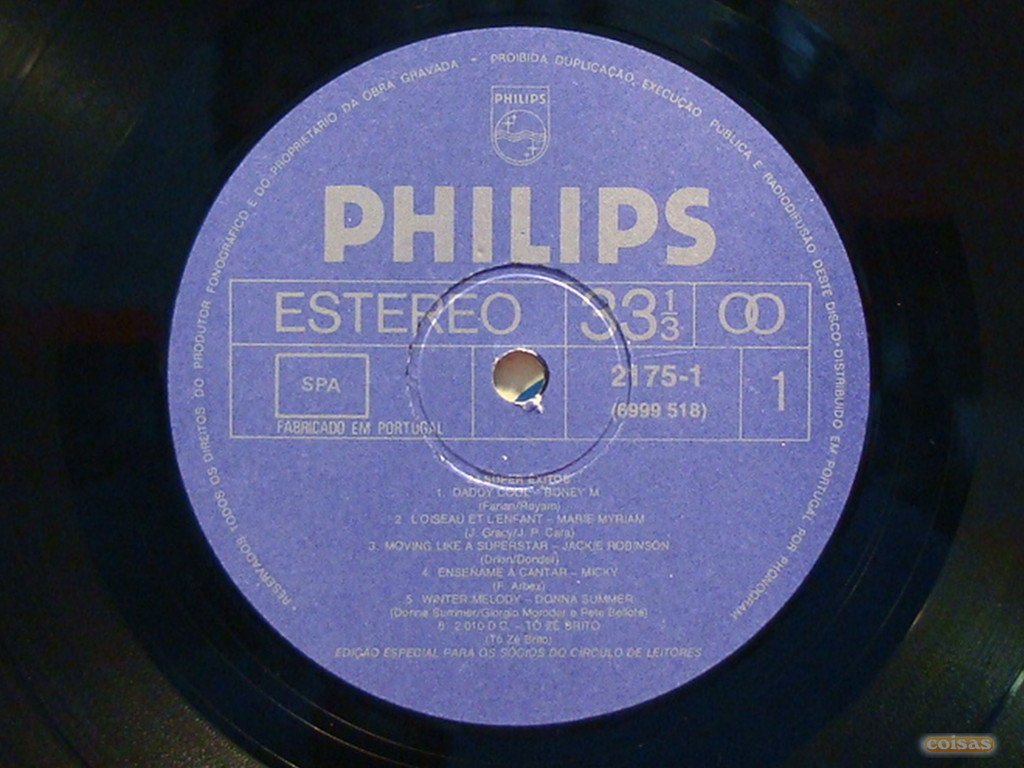 * RESERVADOS TODOS OS DIREITOS DO PRODUTOR FONOGRÁFICO E DO PROPRIETÁRIO DA OBRA GRAVADA - PROIBIDA DUPLICAÇÃO, EXECUÇÃO PÚBLICA E RADIODIFUSÃO DESTE DISCO - DISTRIBUIDO EM PORTUGAL POR PHONOGRAM
PHILIPS
PHILIPS
ESTEREO 33 1/3
SPA 2175-1 1
(6999 518)
FABRICADO EM PORTUGAL
SUPER ÊXITOS
1. DADDY COOL - BONEY M
(Farian/Reyam)
2. L'OISEAU ET L'ENFANT - MARIE MYRIAM
(J. Gracy/J. P. Cara)
3. MOVING LIKE A SUPERSTAR - JACKIE ROBINSON
4. ENSEÑAME A CANTAR - MICKY
(F. Arbex)
5. WINTER MELODY - DONNA SUMMER
(Donna Summer/Giorgio Moroder e Pete Bellote)
6. 2.010 D.C. - TÓ ZÉ BRITO
(Tó Zé Brito)
EDIÇÃO ESPECIAL PARA OS SÓCIOS DO CÍRCULO DE LEITORES
coisas